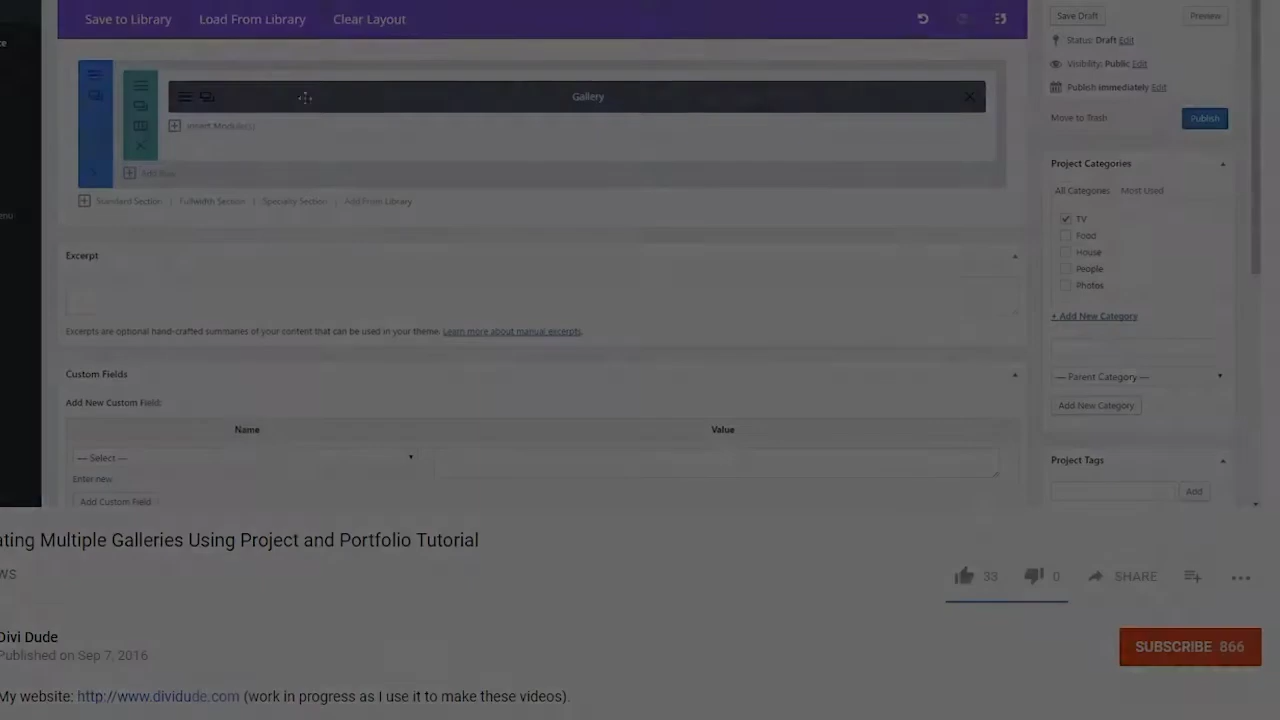 Save to Library Load From Library Clear Layout
Save Draft Preview
Status: Draft Edit
Visibility: Public Edit
Publish immediately Edit
Move to Trash Publish
Gallery
Insert Module(s)
Add Row
Standard Section | Fullwidth Section | Specialty Section | Add From Library
Project Categories
All Categories Most Used
TV
Food
House
People
Photos
+ Add New Category
— Parent Category —
Add New Category
Project Tags
Add
Excerpt
Excerpts are optional hand-crafted summaries of your content that can be used in your theme. Learn more about manual excerpts.
Custom Fields
Add New Custom Field:
Name Value
— Select —
Enter new
Add Custom Field
ating Multiple Galleries Using Project and Portfolio Tutorial
WS
33 0 SHARE
Divi Dude
Published on Sep 7, 2016
SUBSCRIBE 866
My website: http://www.dividude.com (work in progress as I use it to make these videos).